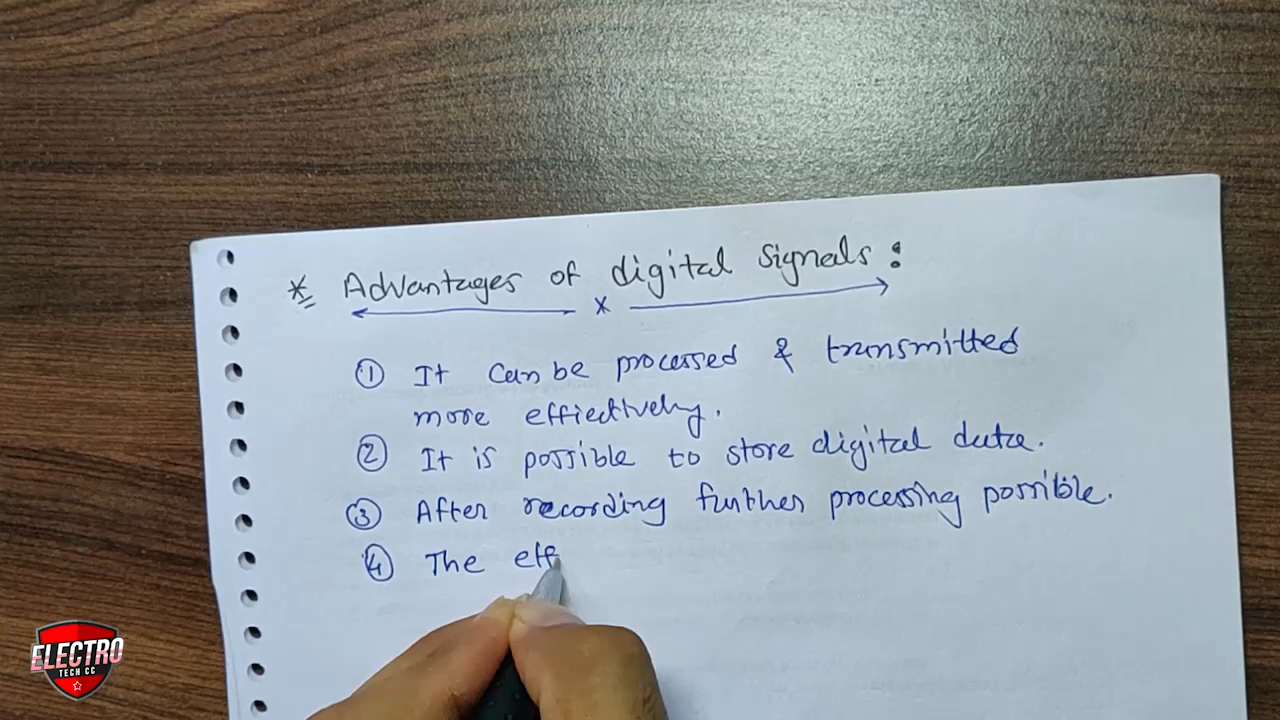 * Advantages of digital Signals :
① It can be processed & transmitted
more effiectively.
② It is possible to store digital data.
③ After recording further processing possible.
④ The eff
ELECTRO
TECH CC